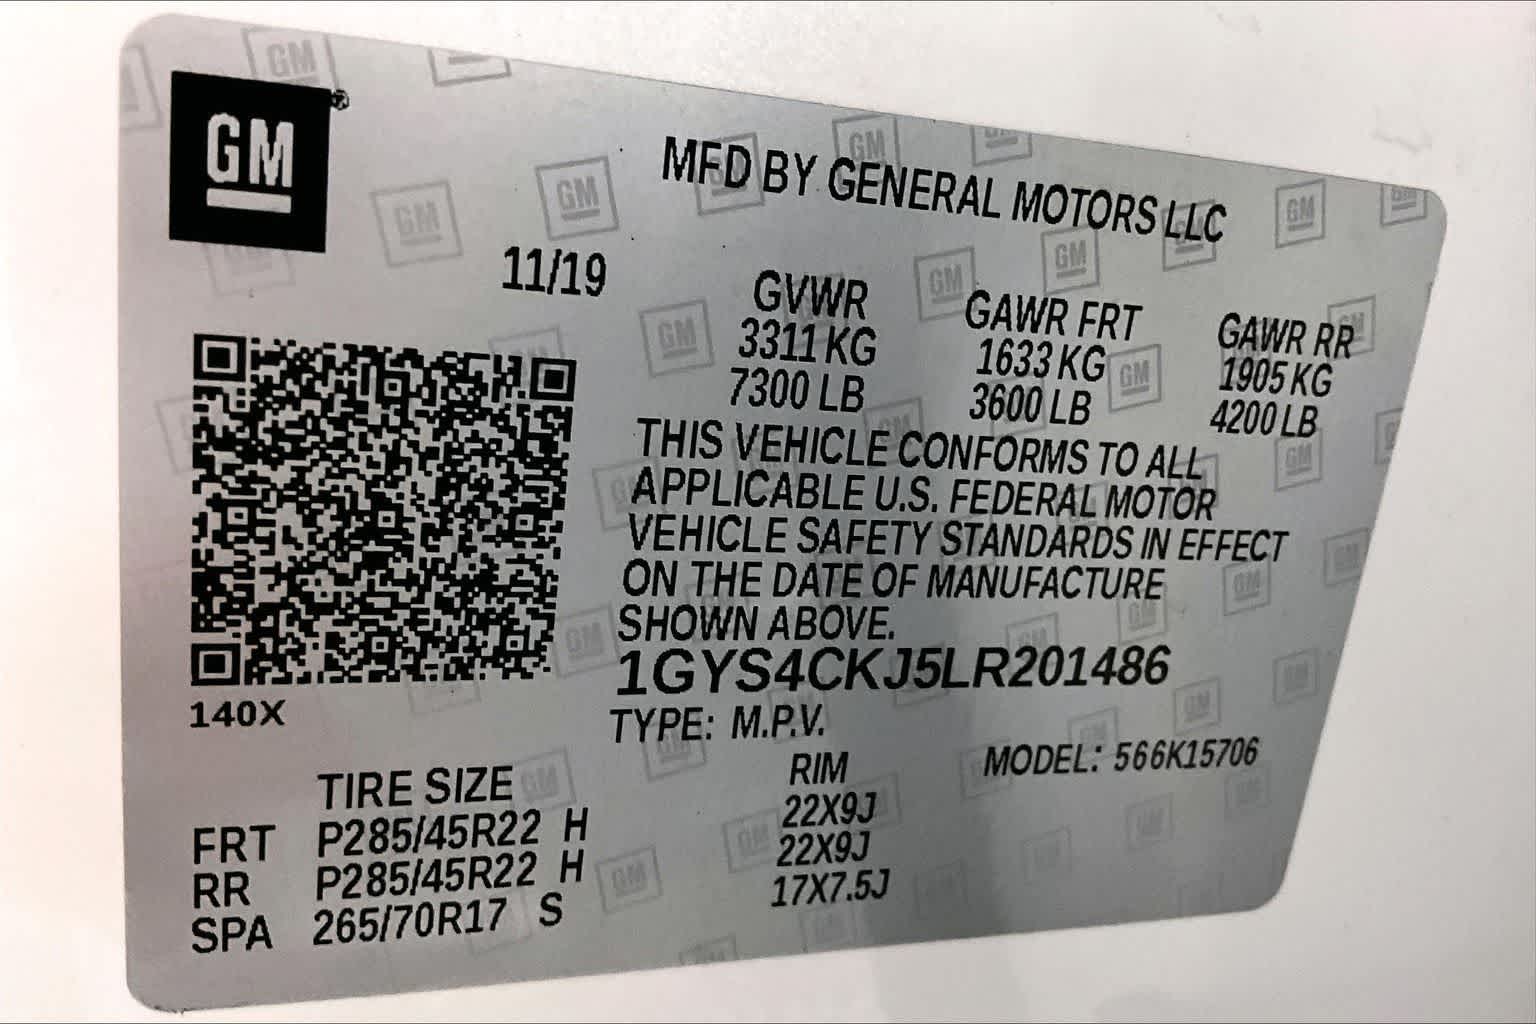 GM
MFD BY GENERAL MOTORS LLC
11/19
GVWR GAWR FRT GAWR RR
3311 KG 1633 KG 1905 KG
7300 LB 3600 LB 4200 LB
THIS VEHICLE CONFORMS TO ALL
APPLICABLE U.S. FEDERAL MOTOR
VEHICLE SAFETY STANDARDS IN EFFECT
ON THE DATE OF MANUFACTURE
SHOWN ABOVE.
1GYS4CKJ5LR201486
140X
TYPE: M.P.V.
MODEL: 566K15706
TIRE SIZE RIM
FRT P285/45R22 H 22X9J
RR P285/45R22 H 22X9J
SPA 265/70R17 S 17X7.5J